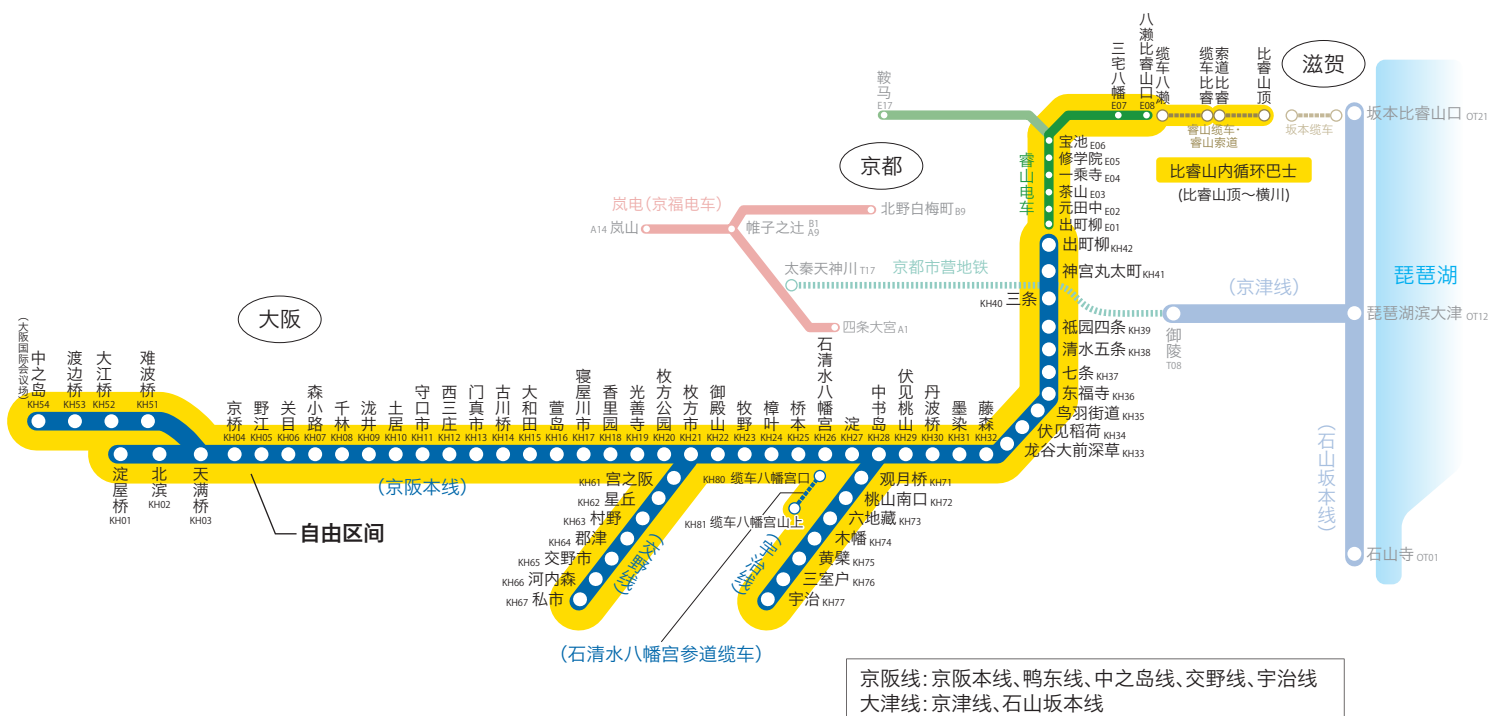 滋贺
八濑比睿山口
E08
三宅八幡
E07
缆车八濑
缆车比睿
索道比睿
比睿山顶
鞍马
E17
睿山缆车·
睿山索道
坂本缆车
坂本比睿山口 OT21
京都
宝池 E06
修学院 E05
一乘寺 E04
茶山 E03
元田中 E02
出町柳 E01
睿山电车
比睿山内循环巴士
(比睿山顶～横川)
岚电(京福电车)
北野白梅町 B9
A14 岚山
帷子之辻 B1
A9
太秦天神川 T17
京都市营地铁
四条大宫 A1
出町柳 KH42
神宫丸太町 KH41
KH40 三条
祇园四条 KH39
清水五条 KH38
七条 KH37
东福寺 KH36
鸟羽街道 KH35
伏见稻荷 KH34
龙谷大前深草 KH33
(京津线)
御陵
T08
琵琶湖滨大津 OT12
琵琶湖
(石山坂本线)
石山寺 OT01
大阪
(大阪国际会议场)
中之岛
KH54
渡边桥
KH53
大江桥
KH52
难波桥
KH51
京桥
KH04
野江
KH05
关目
KH06
森小路
KH07
千林
KH08
泷井
KH09
土居
KH10
守口市
KH11
西三庄
KH12
门真市
KH13
古川桥
KH14
大和田
KH15
萱岛
KH16
寝屋川市
KH17
香里园
KH18
光善寺
KH19
枚方公园
KH20
枚方市
KH21
御殿山
KH22
牧野
KH23
樟叶
KH24
桥本
KH25
石清水八幡宫
KH26
淀
KH27
中书岛
KH28
伏见桃山
KH29
丹波桥
KH30
墨染
KH31
藤森
KH32
淀屋桥
KH01
北滨
KH02
天满桥
KH03
(京阪本线)
自由区间
KH61 宫之阪
KH62 星丘
KH63 村野
KH64 郡津
KH65 交野市
KH66 河内森
KH67 私市
(交野线)
KH80 缆车八幡宫口
KH81 缆车八幡宫山上
观月桥 KH71
桃山南口 KH72
六地藏 KH73
木幡 KH74
黄檗 KH75
三室户 KH76
宇治 KH77
(宇治线)
(石清水八幡宫参道缆车)
京阪线：京阪本线、鸭东线、中之岛线、交野线、宇治线
大津线：京津线、石山坂本线